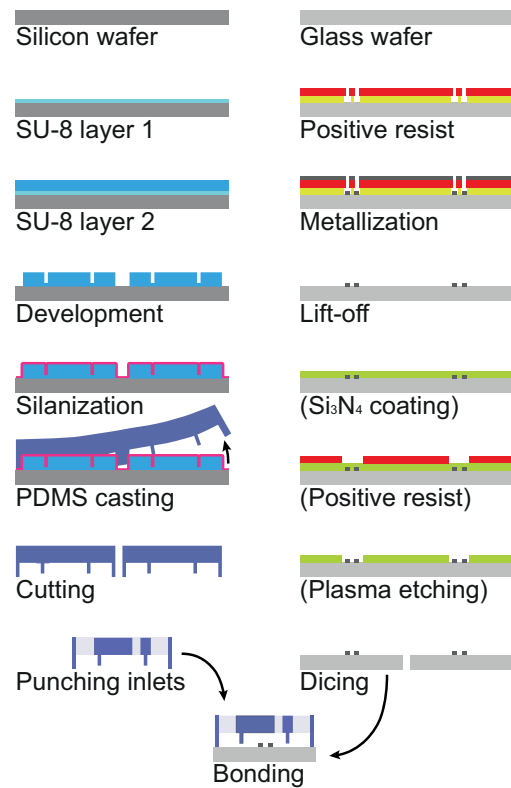 Silicon wafer
SU-8 layer 1
SU-8 layer 2
Development
Silanization
PDMS casting
Cutting
Punching inlets
Glass wafer
Positive resist
Metallization
Lift-off
(Si₃N₄ coating)
(Positive resist)
(Plasma etching)
Dicing
Bonding